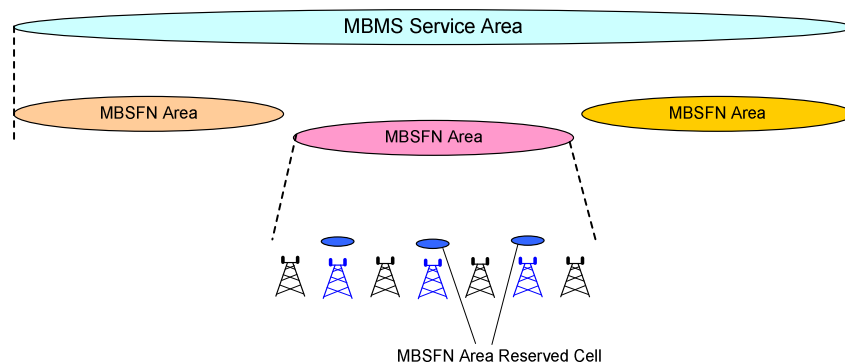 MBMS Service Area
MBSFN Area
MBSFN Area
MBSFN Area
MBSFN Area Reserved Cell